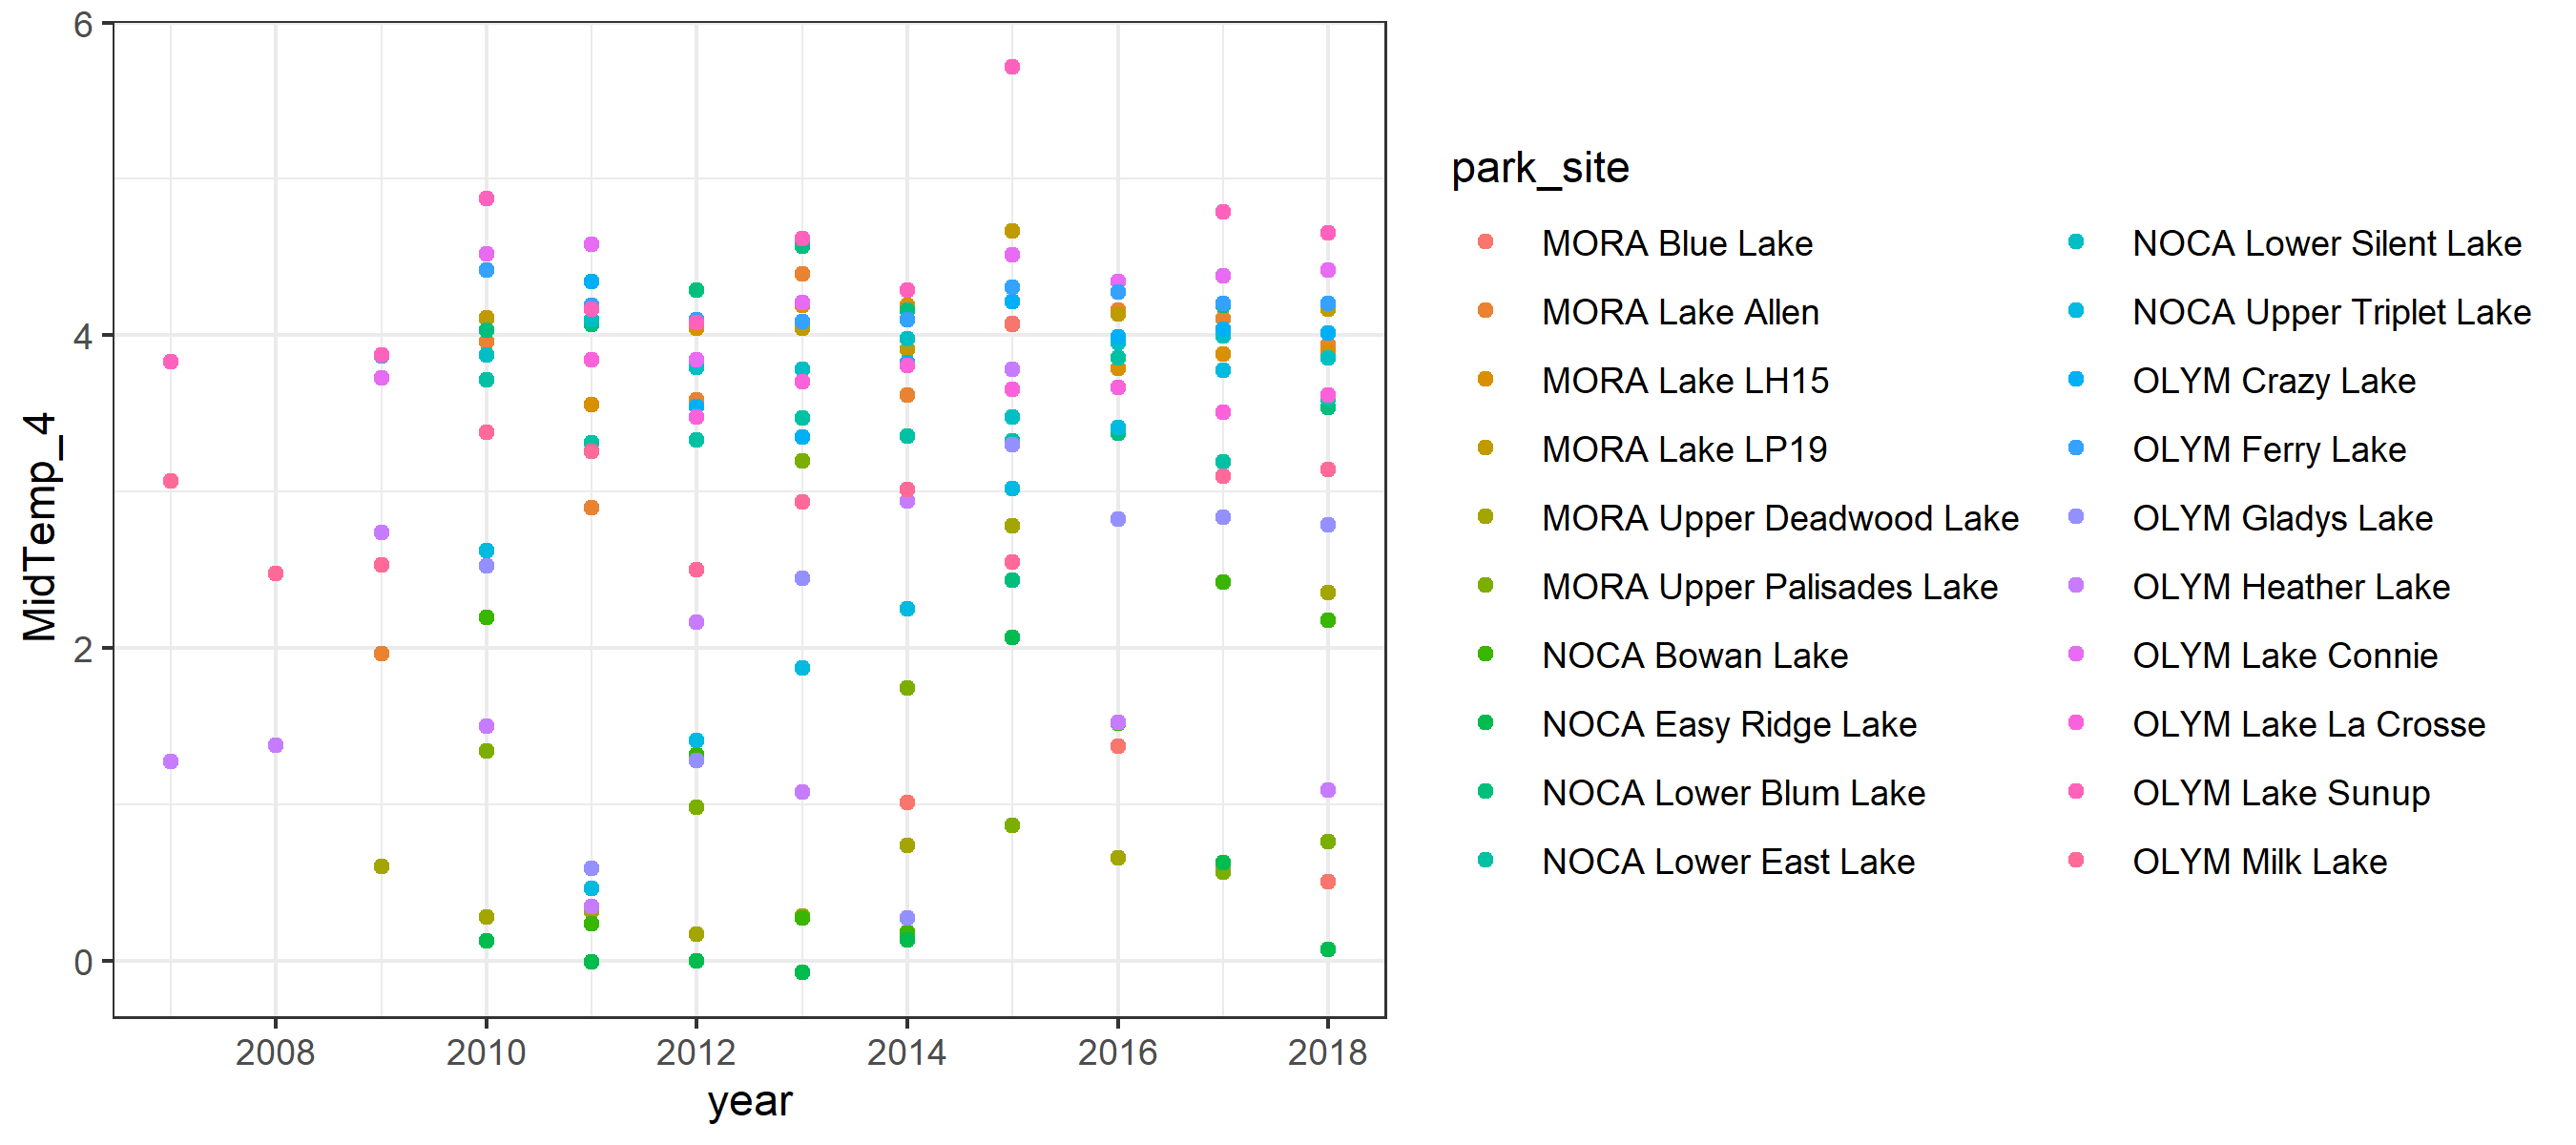 6
4
2
0
MidTemp_4
2008
2010
2012
2014
2016
2018
year
park_site
MORA Blue Lake
MORA Lake Allen
MORA Lake LH15
MORA Lake LP19
MORA Upper Deadwood Lake
MORA Upper Palisades Lake
NOCA Bowan Lake
NOCA Easy Ridge Lake
NOCA Lower Blum Lake
NOCA Lower East Lake
NOCA Lower Silent Lake
NOCA Upper Triplet Lake
OLYM Crazy Lake
OLYM Ferry Lake
OLYM Gladys Lake
OLYM Heather Lake
OLYM Lake Connie
OLYM Lake La Crosse
OLYM Lake Sunup
OLYM Milk Lake